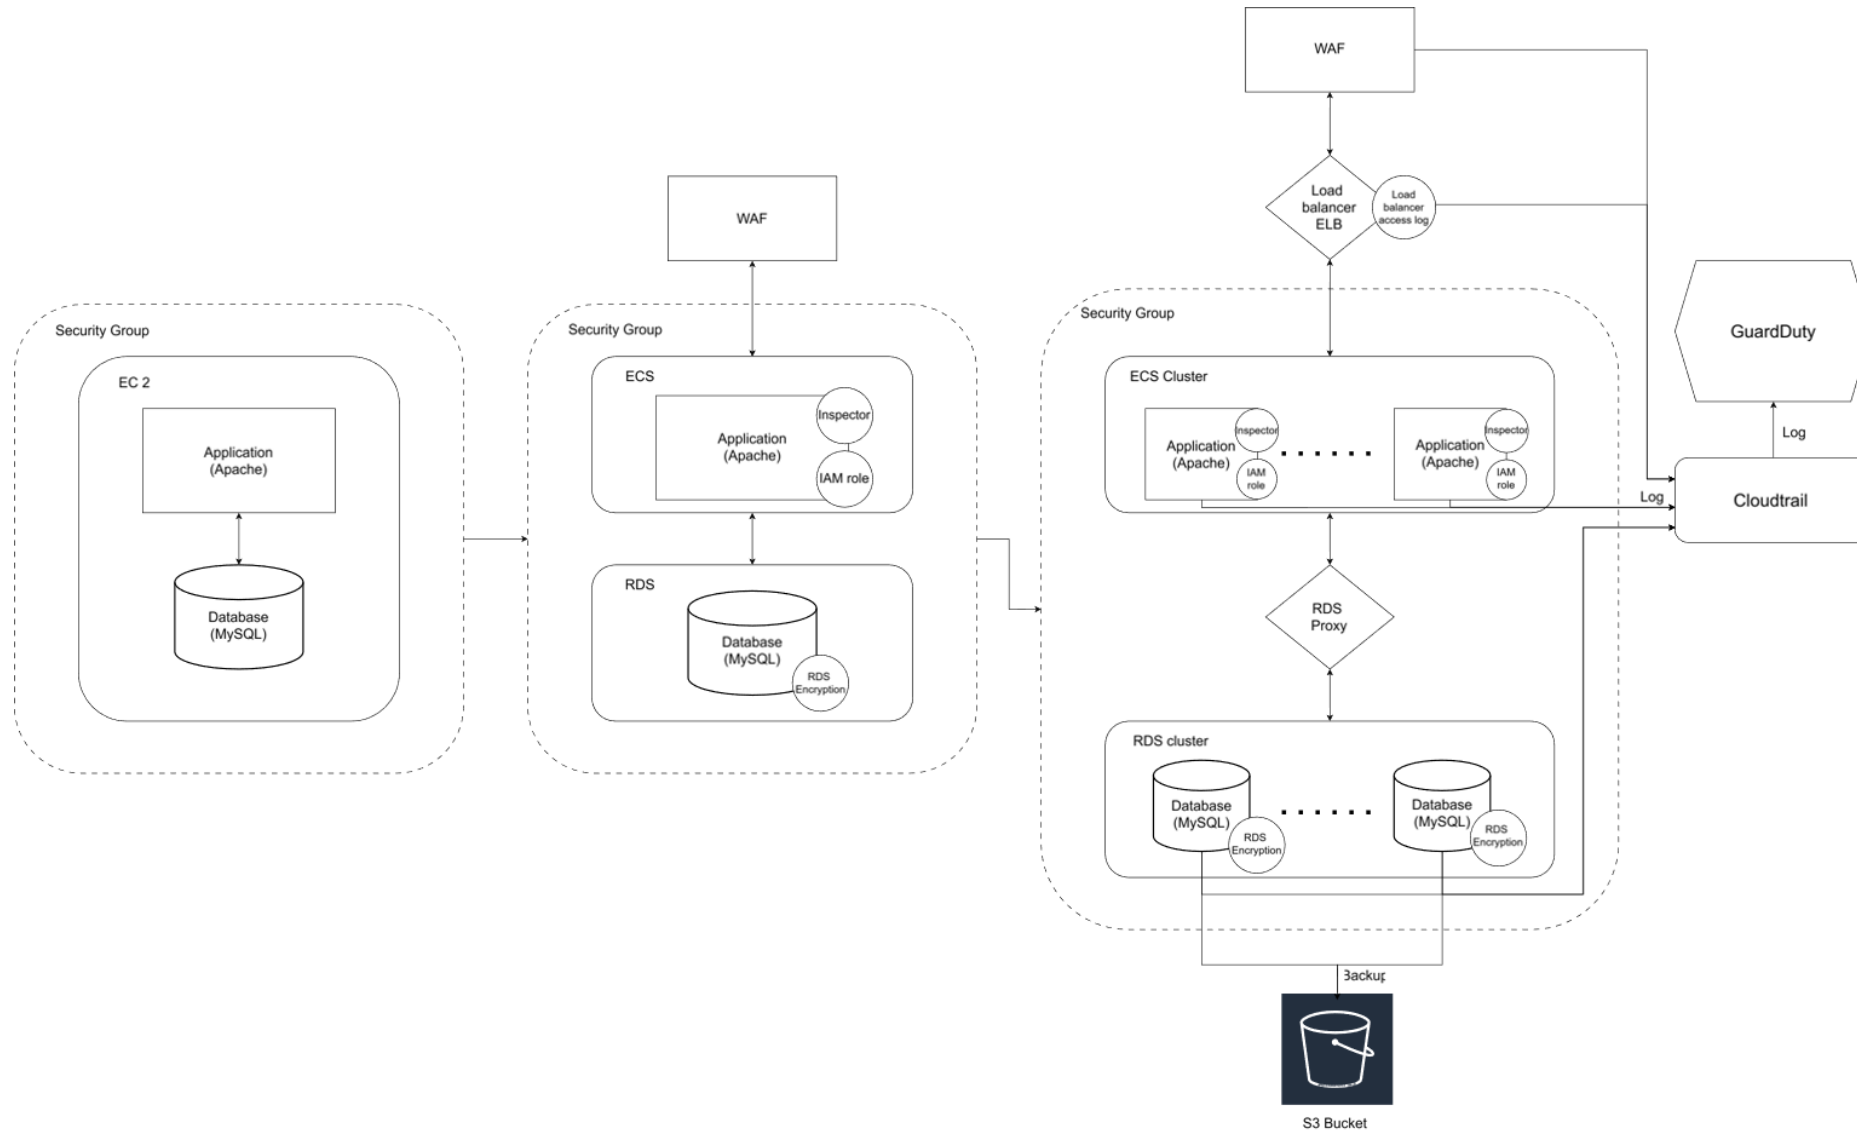 Security Group
EC 2
Application
(Apache)
Database
(MySQL)
WAF
Security Group
ECS
Application
(Apache)
Inspector
IAM role
RDS
Database
(MySQL)
RDS
Encryption
WAF
Load
balancer
ELB
Load
balancer
access log
Security Group
ECS Cluster
Application
(Apache)
Inspector
IAM
role
Application
(Apache)
Inspector
IAM
role
RDS
Proxy
RDS cluster
Database
(MySQL)
RDS
Encryption
Database
(MySQL)
RDS
Encryption
GuardDuty
Log
Log
Cloudtrail
Backup
S3 Bucket